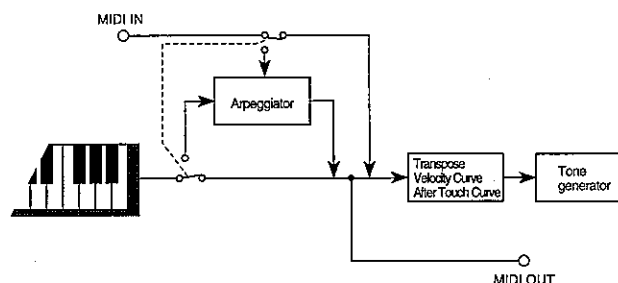 MIDI IN
Arpeggiator
Transpose
Velocity Curve
After Touch Curve
Tone
generator
MIDI OUT